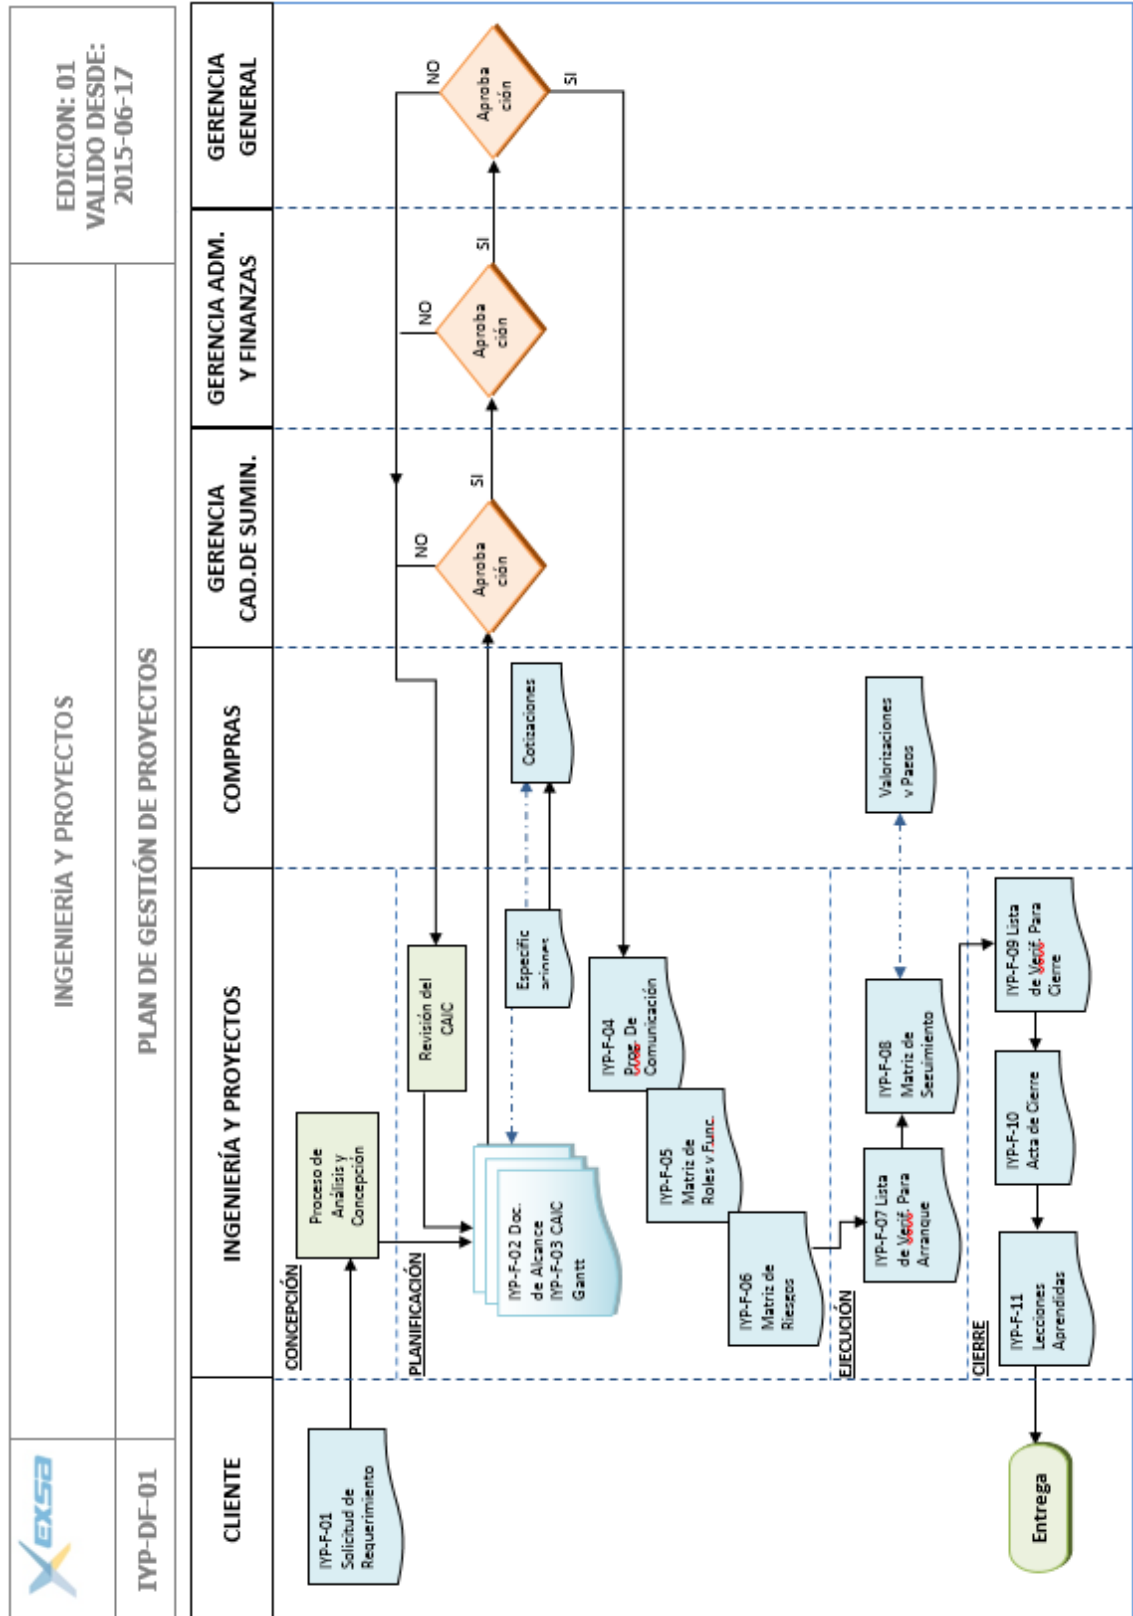 exsa
INGENIERÍA Y PROYECTOS
EDICION: 01
VALIDO DESDE:
2015-06-17
IYP-DF-01
PLAN DE GESTIÓN DE PROYECTOS
CLIENTE
INGENIERÍA Y PROYECTOS
COMPRAS
GERENCIA
CAD.DE SUMIN.
GERENCIA ADM.
Y FINANZAS
GERENCIA
GENERAL
CONCEPCIÓN
IYP-F-01
Solicitud de
Requerimiento
Proceso de
Análisis y
Concepción
PLANIFICACIÓN
Revisión del
CAIC
NO
NO
NO
IYP-F-02 Doc.
de Alcance
IYP-F-03 CAIC
Gantt
Aproba
ción
SI
Aproba
ción
SI
Aproba
ción
SI
Especific
aciones
Cotizaciones
IYP-F-04
Prog. De
Comunicación
IYP-F-05
Matriz de
Roles y Func.
IYP-F-06
Matriz de
Riesgos
EJECUCIÓN
IYP-F-07 Lista
de Verif. Para
Arranque
IYP-F-08
Matriz de
Seguimiento
Valorizaciones
y Pagos
CIERRE
IYP-F-09 Lista
de Verif. Para
Cierre
IYP-F-10
Acta de Cierre
IYP-F-11
Lecciones
Aprendidas
Entrega